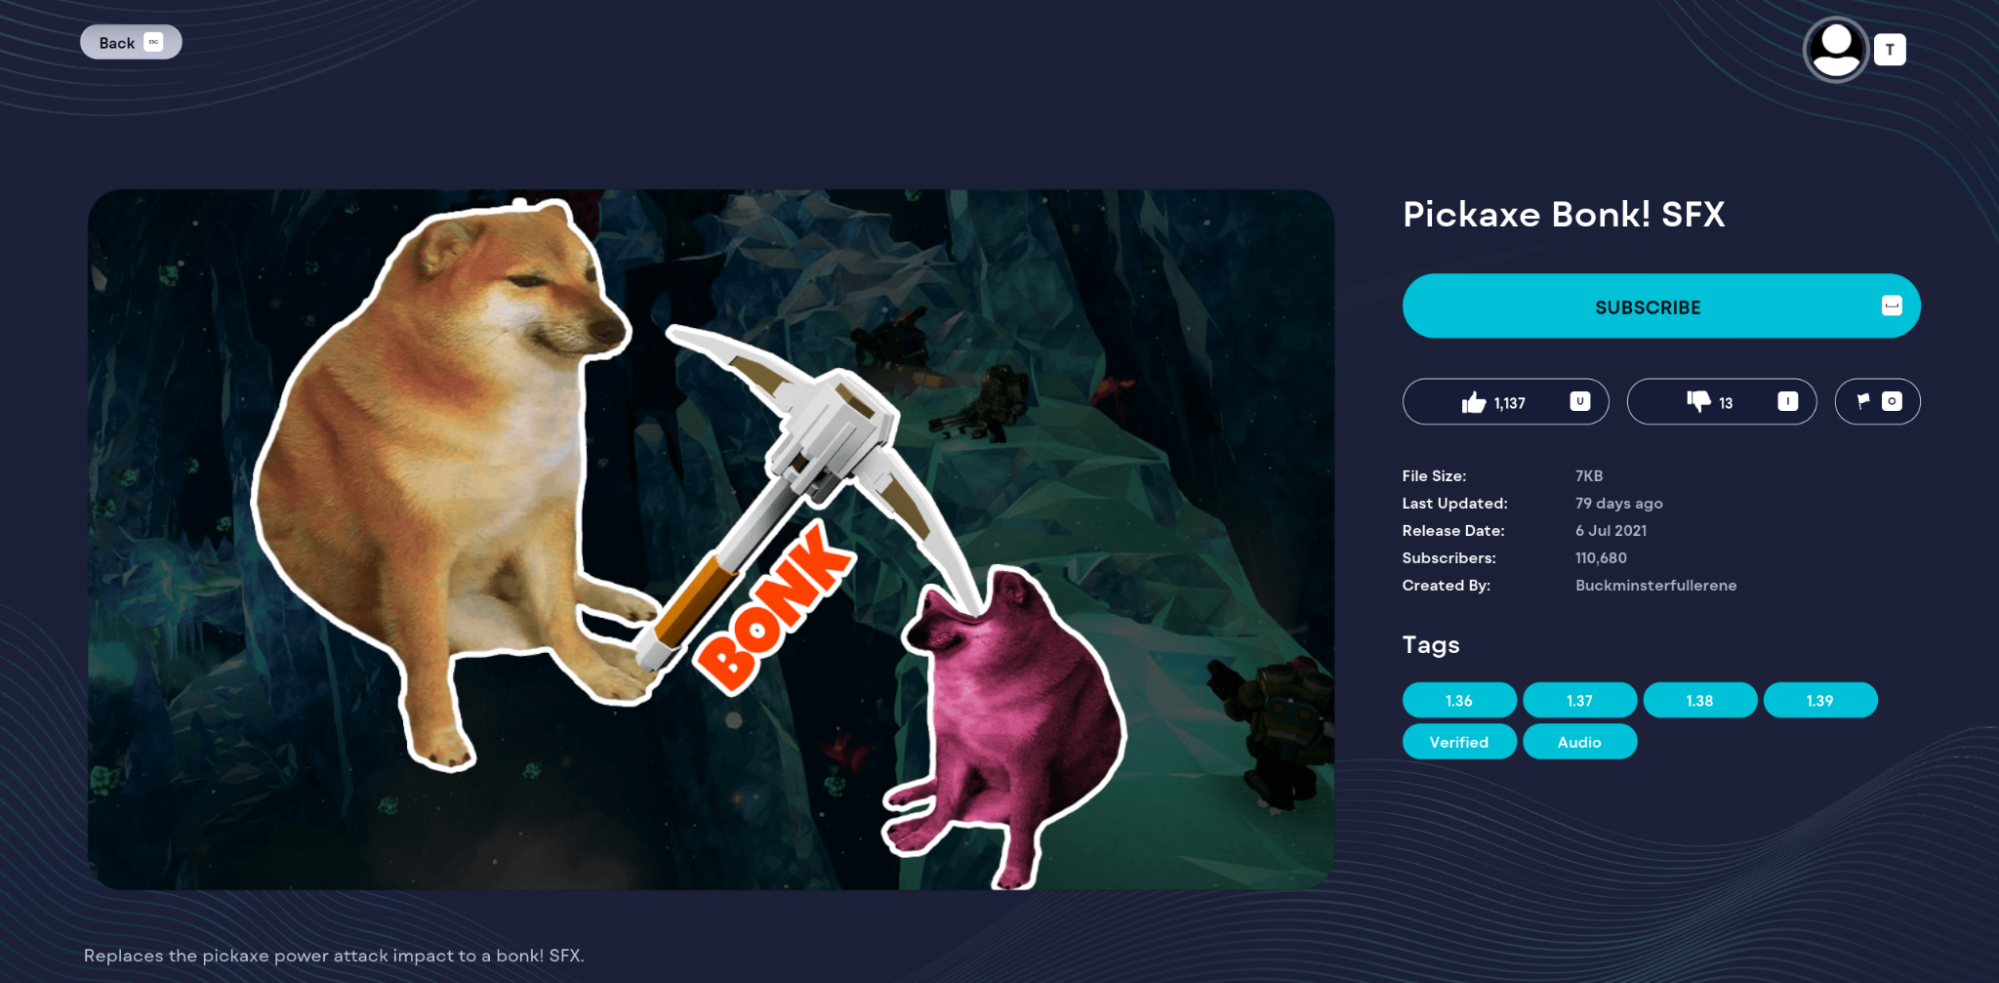 Back ESC
T
Pickaxe Bonk! SFX
SUBSCRIBE
1,137 U
13 I
O
File Size: 7KB
Last Updated: 79 days ago
Release Date: 6 Jul 2021
Subscribers: 110,680
Created By: Buckminsterfullerene
BONK
Tags
1.36 1.37 1.38 1.39
Verified Audio
Replaces the pickaxe power attack impact to a bonk! SFX.